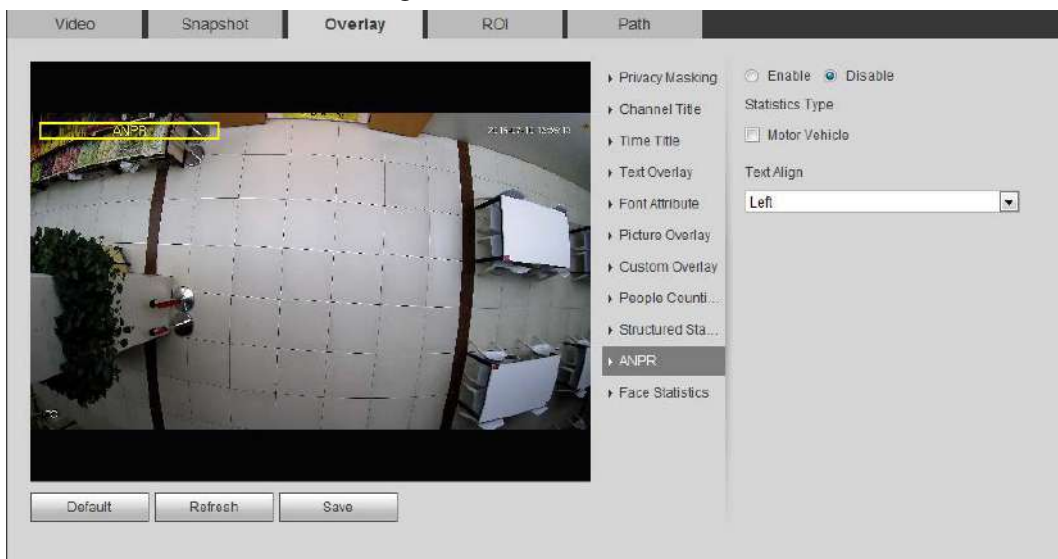 Video Snapshot Overlay ROI Path
Privacy Masking
Channel Title
Time Title
Text Overlay
Font Attribute
Picture Overlay
Custom Overlay
People Counti...
Structured Sta...
ANPR
Face Statistics
Enable Disable
Statistics Type
Motor Vehicle
Text Align
Left
ANPR
Default Refresh Save